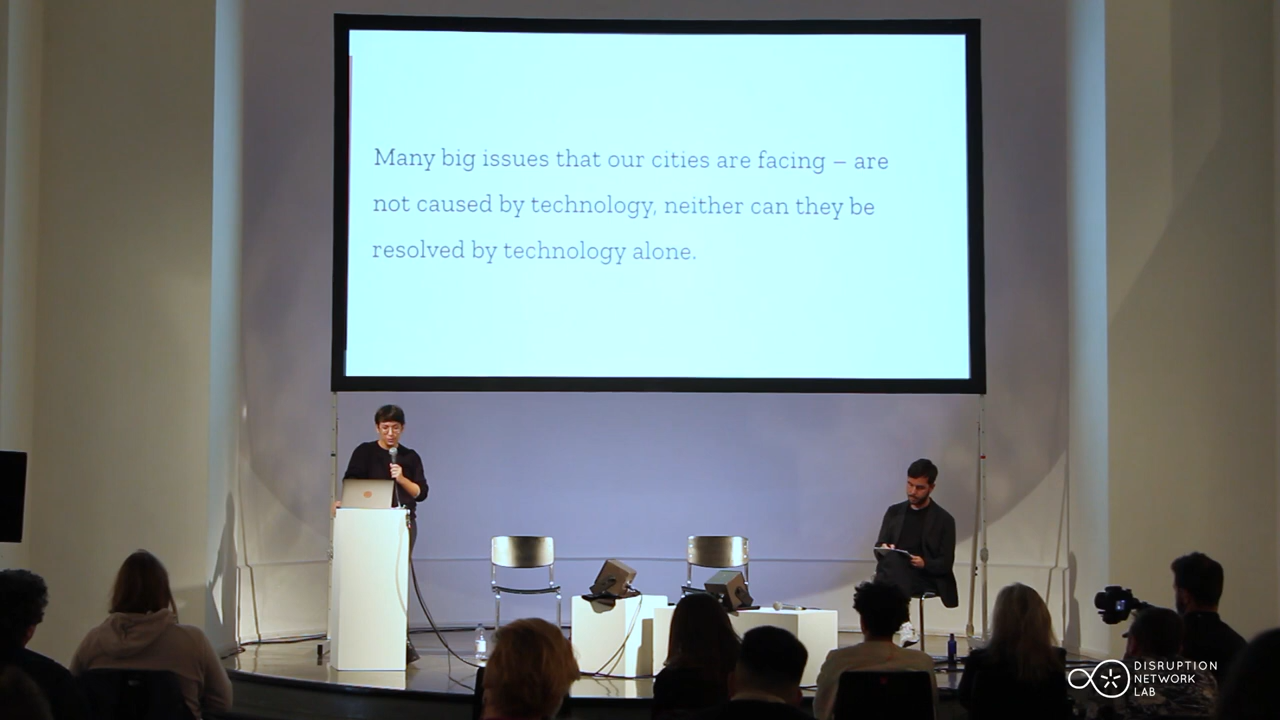 Many big issues that our cities are facing – are
not caused by technology, neither can they be
resolved by technology alone.
DISRUPTION
NETWORK
LAB